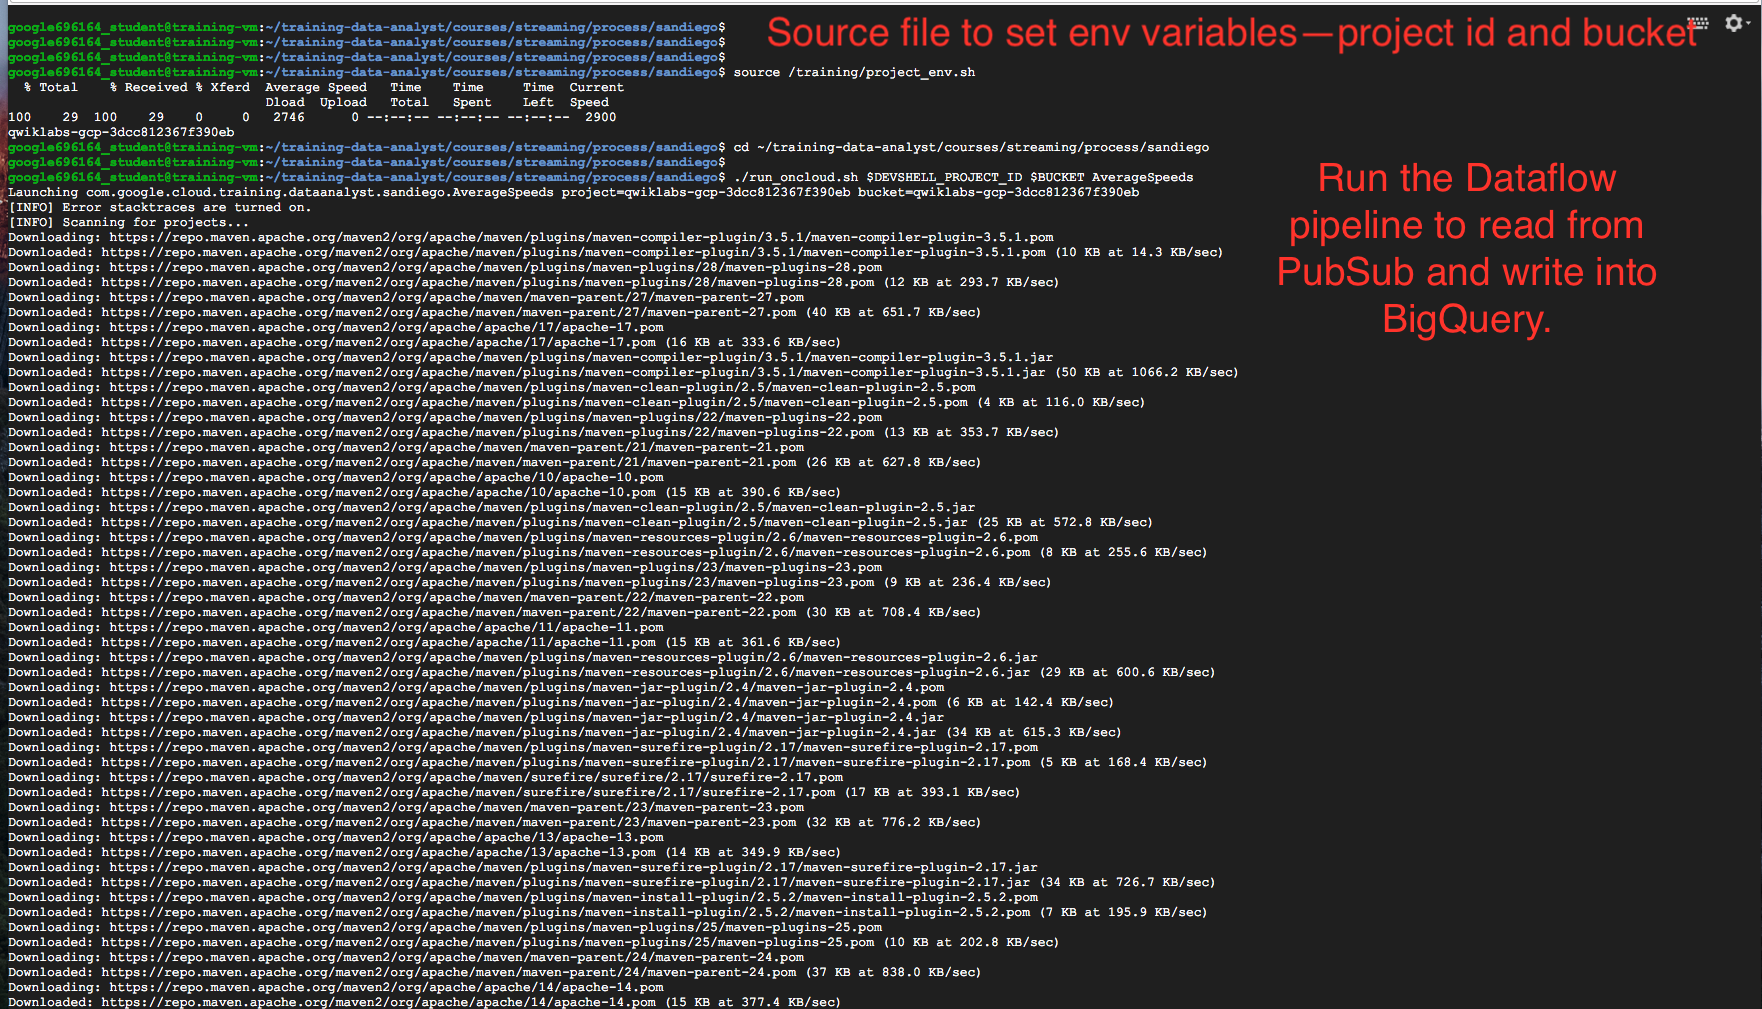 google696164_student@training-vm:~/training-data-analyst/courses/streaming/process/sandiego$
google696164_student@training-vm:~/training-data-analyst/courses/streaming/process/sandiego$
google696164_student@training-vm:~/training-data-analyst/courses/streaming/process/sandiego$
Source file to set env variables—project id and bucket
google696164_student@training-vm:~/training-data-analyst/courses/streaming/process/sandiego$ source /training/project_env.sh
  % Total    % Received % Xferd  Average Speed   Time    Time     Time  Current
                                 Dload  Upload   Total   Spent    Left  Speed
100    29  100    29    0     0   2746      0 --:--:-- --:--:-- --:--:--  2900
qwiklabs-gcp-3dcc812367f390eb
google696164_student@training-vm:~/training-data-analyst/courses/streaming/process/sandiego$ cd ~/training-data-analyst/courses/streaming/process/sandiego
google696164_student@training-vm:~/training-data-analyst/courses/streaming/process/sandiego$
google696164_student@training-vm:~/training-data-analyst/courses/streaming/process/sandiego$ ./run_oncloud.sh $DEVSHELL_PROJECT_ID $BUCKET AverageSpeeds
Run the Dataflow
pipeline to read from
PubSub and write into
BigQuery.
Launching com.google.cloud.training.dataanalyst.sandiego.AverageSpeeds project=qwiklabs-gcp-3dcc812367f390eb bucket=qwiklabs-gcp-3dcc812367f390eb
[INFO] Error stacktraces are turned on.
[INFO] Scanning for projects...
Downloading: https://repo.maven.apache.org/maven2/org/apache/maven/plugins/maven-compiler-plugin/3.5.1/maven-compiler-plugin-3.5.1.pom
Downloaded: https://repo.maven.apache.org/maven2/org/apache/maven/plugins/maven-compiler-plugin/3.5.1/maven-compiler-plugin-3.5.1.pom (10 KB at 14.3 KB/sec)
Downloading: https://repo.maven.apache.org/maven2/org/apache/maven/plugins/maven-plugins/28/maven-plugins-28.pom
Downloaded: https://repo.maven.apache.org/maven2/org/apache/maven/plugins/maven-plugins/28/maven-plugins-28.pom (12 KB at 293.7 KB/sec)
Downloading: https://repo.maven.apache.org/maven2/org/apache/maven/maven-parent/27/maven-parent-27.pom
Downloaded: https://repo.maven.apache.org/maven2/org/apache/maven/maven-parent/27/maven-parent-27.pom (40 KB at 651.7 KB/sec)
Downloading: https://repo.maven.apache.org/maven2/org/apache/apache/17/apache-17.pom
Downloaded: https://repo.maven.apache.org/maven2/org/apache/apache/17/apache-17.pom (16 KB at 333.6 KB/sec)
Downloading: https://repo.maven.apache.org/maven2/org/apache/maven/plugins/maven-compiler-plugin/3.5.1/maven-compiler-plugin-3.5.1.jar
Downloaded: https://repo.maven.apache.org/maven2/org/apache/maven/plugins/maven-compiler-plugin/3.5.1/maven-compiler-plugin-3.5.1.jar (50 KB at 1066.2 KB/sec)
Downloading: https://repo.maven.apache.org/maven2/org/apache/maven/plugins/maven-clean-plugin/2.5/maven-clean-plugin-2.5.pom
Downloaded: https://repo.maven.apache.org/maven2/org/apache/maven/plugins/maven-clean-plugin/2.5/maven-clean-plugin-2.5.pom (4 KB at 116.0 KB/sec)
Downloading: https://repo.maven.apache.org/maven2/org/apache/maven/plugins/maven-plugins/22/maven-plugins-22.pom
Downloaded: https://repo.maven.apache.org/maven2/org/apache/maven/plugins/maven-plugins/22/maven-plugins-22.pom (13 KB at 353.7 KB/sec)
Downloading: https://repo.maven.apache.org/maven2/org/apache/maven/maven-parent/21/maven-parent-21.pom
Downloaded: https://repo.maven.apache.org/maven2/org/apache/maven/maven-parent/21/maven-parent-21.pom (26 KB at 627.8 KB/sec)
Downloading: https://repo.maven.apache.org/maven2/org/apache/apache/10/apache-10.pom
Downloaded: https://repo.maven.apache.org/maven2/org/apache/apache/10/apache-10.pom (15 KB at 390.6 KB/sec)
Downloading: https://repo.maven.apache.org/maven2/org/apache/maven/plugins/maven-clean-plugin/2.5/maven-clean-plugin-2.5.jar
Downloaded: https://repo.maven.apache.org/maven2/org/apache/maven/plugins/maven-clean-plugin/2.5/maven-clean-plugin-2.5.jar (25 KB at 572.8 KB/sec)
Downloading: https://repo.maven.apache.org/maven2/org/apache/maven/plugins/maven-resources-plugin/2.6/maven-resources-plugin-2.6.pom
Downloaded: https://repo.maven.apache.org/maven2/org/apache/maven/plugins/maven-resources-plugin/2.6/maven-resources-plugin-2.6.pom (8 KB at 255.6 KB/sec)
Downloading: https://repo.maven.apache.org/maven2/org/apache/maven/plugins/maven-plugins/23/maven-plugins-23.pom
Downloaded: https://repo.maven.apache.org/maven2/org/apache/maven/plugins/maven-plugins/23/maven-plugins-23.pom (9 KB at 236.4 KB/sec)
Downloading: https://repo.maven.apache.org/maven2/org/apache/maven/maven-parent/22/maven-parent-22.pom
Downloaded: https://repo.maven.apache.org/maven2/org/apache/maven/maven-parent/22/maven-parent-22.pom (30 KB at 708.4 KB/sec)
Downloading: https://repo.maven.apache.org/maven2/org/apache/apache/11/apache-11.pom
Downloaded: https://repo.maven.apache.org/maven2/org/apache/apache/11/apache-11.pom (15 KB at 361.6 KB/sec)
Downloading: https://repo.maven.apache.org/maven2/org/apache/maven/plugins/maven-resources-plugin/2.6/maven-resources-plugin-2.6.jar
Downloaded: https://repo.maven.apache.org/maven2/org/apache/maven/plugins/maven-resources-plugin/2.6/maven-resources-plugin-2.6.jar (29 KB at 600.6 KB/sec)
Downloading: https://repo.maven.apache.org/maven2/org/apache/maven/plugins/maven-jar-plugin/2.4/maven-jar-plugin-2.4.pom
Downloaded: https://repo.maven.apache.org/maven2/org/apache/maven/plugins/maven-jar-plugin/2.4/maven-jar-plugin-2.4.pom (6 KB at 142.4 KB/sec)
Downloading: https://repo.maven.apache.org/maven2/org/apache/maven/plugins/maven-jar-plugin/2.4/maven-jar-plugin-2.4.jar
Downloaded: https://repo.maven.apache.org/maven2/org/apache/maven/plugins/maven-jar-plugin/2.4/maven-jar-plugin-2.4.jar (34 KB at 615.3 KB/sec)
Downloading: https://repo.maven.apache.org/maven2/org/apache/maven/plugins/maven-surefire-plugin/2.17/maven-surefire-plugin-2.17.pom
Downloaded: https://repo.maven.apache.org/maven2/org/apache/maven/plugins/maven-surefire-plugin/2.17/maven-surefire-plugin-2.17.pom (5 KB at 168.4 KB/sec)
Downloading: https://repo.maven.apache.org/maven2/org/apache/maven/surefire/surefire/2.17/surefire-2.17.pom
Downloaded: https://repo.maven.apache.org/maven2/org/apache/maven/surefire/surefire/2.17/surefire-2.17.pom (17 KB at 393.1 KB/sec)
Downloading: https://repo.maven.apache.org/maven2/org/apache/maven/maven-parent/23/maven-parent-23.pom
Downloaded: https://repo.maven.apache.org/maven2/org/apache/maven/maven-parent/23/maven-parent-23.pom (32 KB at 776.2 KB/sec)
Downloading: https://repo.maven.apache.org/maven2/org/apache/apache/13/apache-13.pom
Downloaded: https://repo.maven.apache.org/maven2/org/apache/apache/13/apache-13.pom (14 KB at 349.9 KB/sec)
Downloading: https://repo.maven.apache.org/maven2/org/apache/maven/plugins/maven-surefire-plugin/2.17/maven-surefire-plugin-2.17.jar
Downloaded: https://repo.maven.apache.org/maven2/org/apache/maven/plugins/maven-surefire-plugin/2.17/maven-surefire-plugin-2.17.jar (34 KB at 726.7 KB/sec)
Downloading: https://repo.maven.apache.org/maven2/org/apache/maven/plugins/maven-install-plugin/2.5.2/maven-install-plugin-2.5.2.pom
Downloaded: https://repo.maven.apache.org/maven2/org/apache/maven/plugins/maven-install-plugin/2.5.2/maven-install-plugin-2.5.2.pom (7 KB at 195.9 KB/sec)
Downloading: https://repo.maven.apache.org/maven2/org/apache/maven/plugins/maven-plugins/25/maven-plugins-25.pom
Downloaded: https://repo.maven.apache.org/maven2/org/apache/maven/plugins/maven-plugins/25/maven-plugins-25.pom (10 KB at 202.8 KB/sec)
Downloading: https://repo.maven.apache.org/maven2/org/apache/maven/maven-parent/24/maven-parent-24.pom
Downloaded: https://repo.maven.apache.org/maven2/org/apache/maven/maven-parent/24/maven-parent-24.pom (37 KB at 838.0 KB/sec)
Downloading: https://repo.maven.apache.org/maven2/org/apache/apache/14/apache-14.pom
Downloaded: https://repo.maven.apache.org/maven2/org/apache/apache/14/apache-14.pom (15 KB at 377.4 KB/sec)